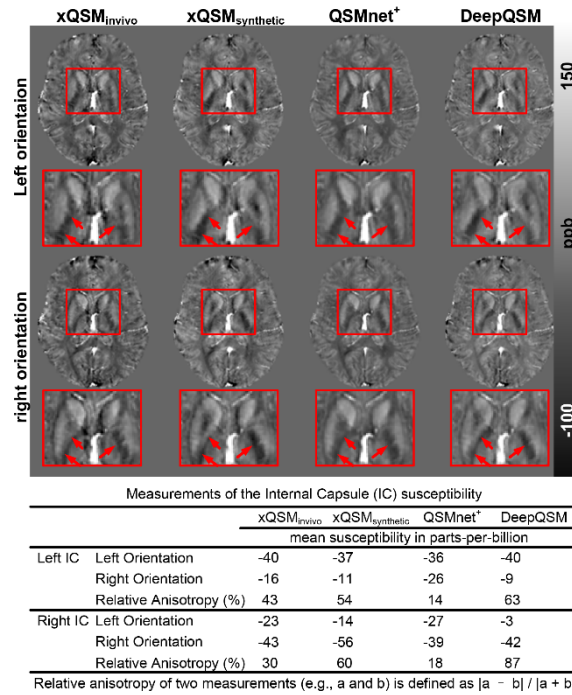 xQSMinvivo xQSMsynthetic QSMnet+ DeepQSM
Left orientaion
right orientation
150
ppb
-100
Measurements of the Internal Capsule (IC) susceptibility
xQSMinvivo xQSMsynthetic QSMnet+ DeepQSM
mean susceptibility in parts-per-billion
Left IC Left Orientation -40 -37 -36 -40
Right Orientation -16 -11 -26 -9
Relative Anisotropy (%) 43 54 14 63
Right IC Left Orientation -23 -14 -27 -3
Right Orientation -43 -56 -39 -42
Relative Anisotropy (%) 30 60 18 87
Relative anisotropy of two measurements (e.g., a and b) is defined as |a - b| / |a + b